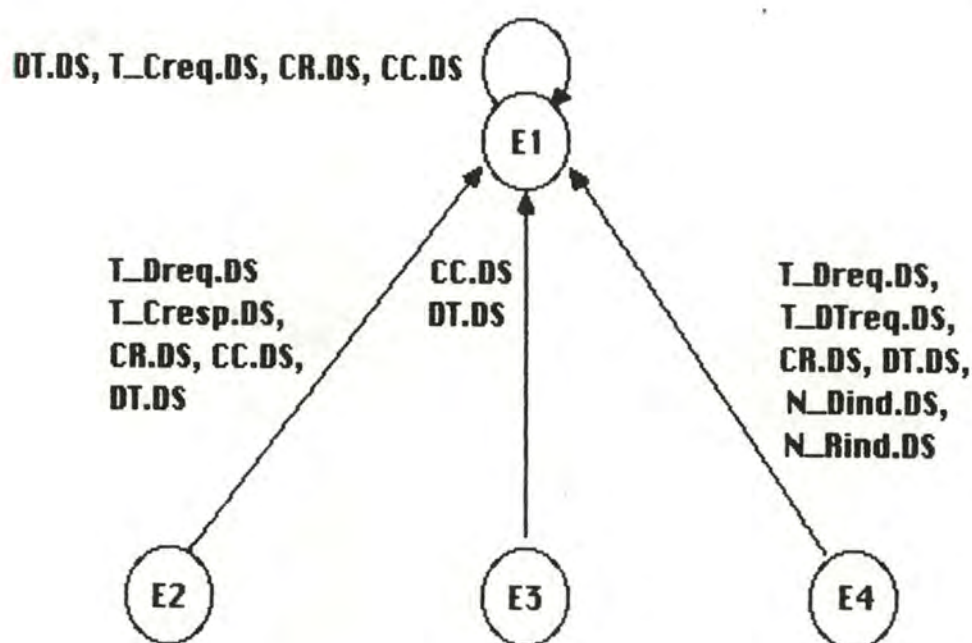 DT.DS, T_Creq.DS, CR.DS, CC.DS
E1
T_Dreq.DS
T_Cresp.DS,
CR.DS, CC.DS,
DT.DS
CC.DS
DT.DS
T_Dreq.DS,
T_DTreq.DS,
CR.DS, DT.DS,
N_Dind.DS,
N_Rind.DS
E2
E3
E4